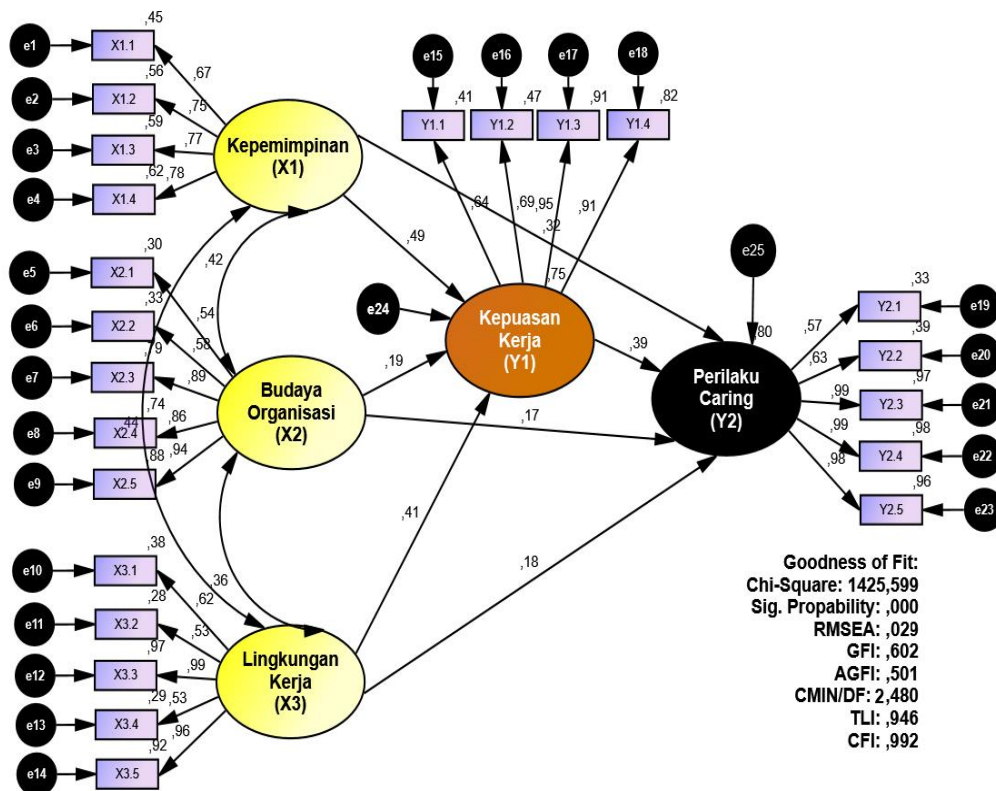 e1
X1.1
,45
,67
e2
X1.2
,56
,75
e3
X1.3
,59
,77
e4
X1.4
,62
,78
Kepemimpinan
(X1)
e5
X2.1
,30
,54
e6
X2.2
,33
,58
e7
X2.3
,79
,89
e8
X2.4
,74
,86
e9
X2.5
,88
,94
Budaya
Organisasi
(X2)
e10
X3.1
,38
,62
e11
X3.2
,28
,53
e12
X3.3
,97
,99
e13
X3.4
,29
,53
e14
X3.5
,92
,96
Lingkungan
Kerja
(X3)
,42
,44
,36
e15
e16
e17
e18
,41
,47
,91
,82
Y1.1
Y1.2
Y1.3
Y1.4
,64
,69
,95
,91
,32
,75
,49
e24
,19
,41
Kepuasan
Kerja
(Y1)
,39
,17
,18
e25
,80
Perilaku
Caring
(Y2)
,57
Y2.1
,33
e19
,63
Y2.2
,39
e20
,99
Y2.3
,97
e21
,99
Y2.4
,98
e22
,98
Y2.5
,96
e23
Goodness of Fit:
Chi-Square: 1425,599
Sig. Propability: ,000
RMSEA: ,029
GFI: ,602
AGFI: ,501
CMIN/DF: 2,480
TLI: ,946
CFI: ,992